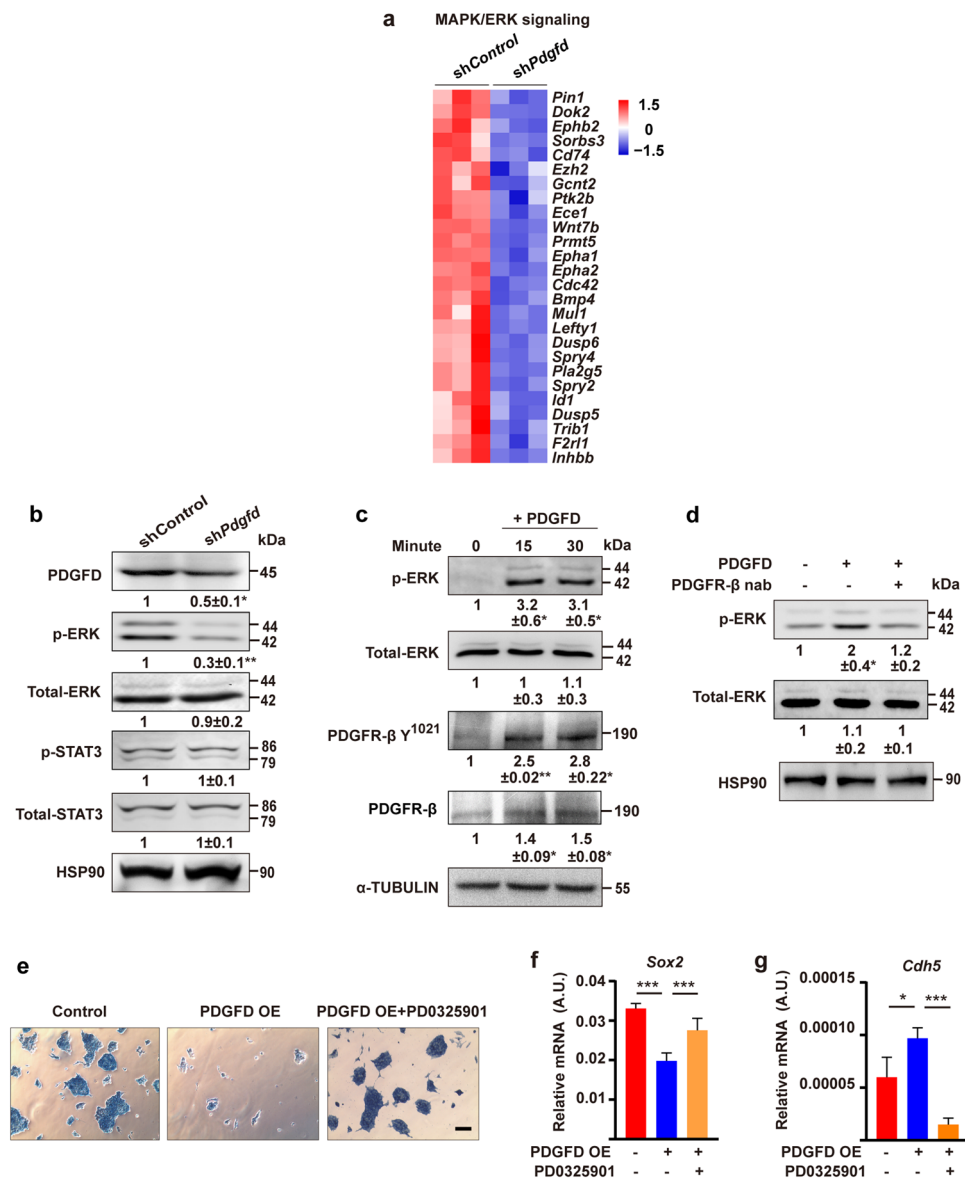 a MAPK/ERK signaling
shControl shPdgfd
Pin1
Dok2
Ephb2
Sorbs3
Cd74
Ezh2
Gcnt2
Ptk2b
Ece1
Wnt7b
Prmt5
Epha1
Epha2
Cdc42
Bmp4
Mul1
Lefty1
Dusp6
Spry4
Pla2g5
Spry2
Id1
Dusp5
Trib1
F2rl1
Inhbb
1.5
0
−1.5
b
shControl shPdgfd kDa
PDGFD 45
1 0.5±0.1*
p-ERK 44
42
1 0.3±0.1**
Total-ERK 44
42
1 0.9±0.2
p-STAT3 86
79
1 1±0.1
Total-STAT3 86
79
1 1±0.1
HSP90 90
c
+ PDGFD
Minute 0 15 30 kDa
p-ERK 44
42
1 3.2 3.1
±0.6* ±0.5*
Total-ERK 44
42
1 1 1.1
±0.3 ±0.3
PDGFR-β Y1021 190
1 2.5 2.8
±0.02** ±0.22*
PDGFR-β 190
1 1.4 1.5
±0.09* ±0.08*
α-TUBULIN 55
d
PDGFD - + +
PDGFR-β nab - - + kDa
p-ERK 44
42
1 2 1.2
±0.4* ±0.2
Total-ERK 44
42
1 1.1 1
±0.2 ±0.1
HSP90 90
e
Control PDGFD OE PDGFD OE+PD0325901
f Sox2
Relative mRNA (A.U.)
0.04
0.03
0.02
0.01
*** ***
PDGFD OE - + +
PD0325901 - - +
g Cdh5
Relative mRNA (A.U.)
0.00015
0.00010
0.00005
0
* ***
PDGFD OE - + +
PD0325901 - - +